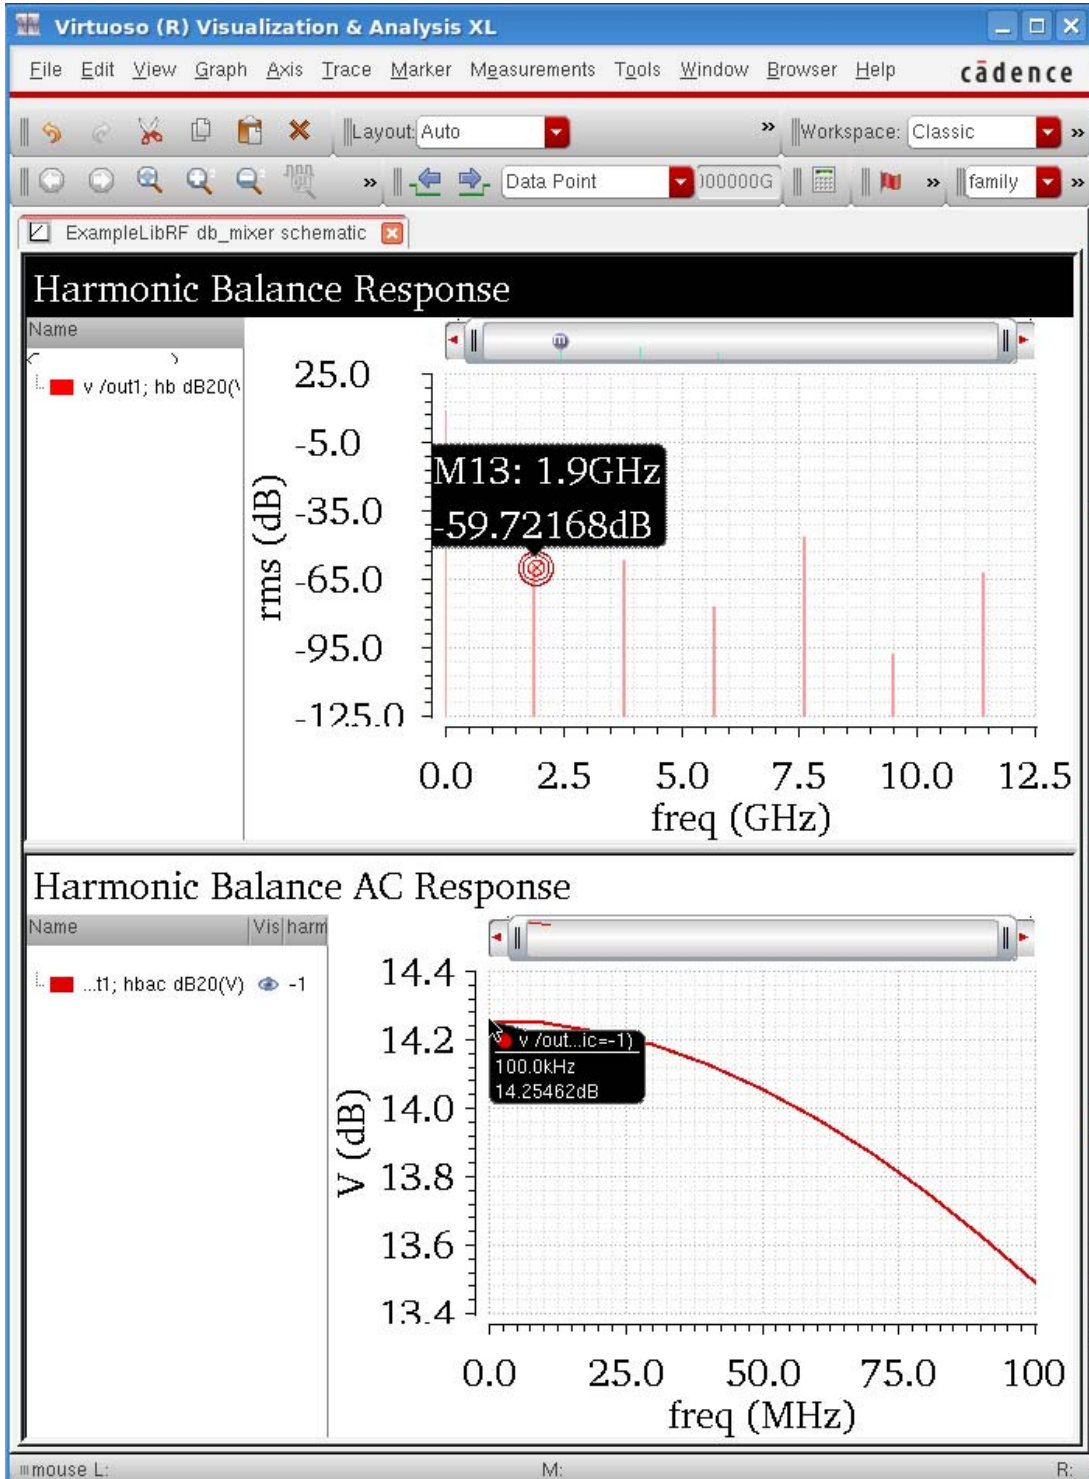 Virtuoso (R) Visualization & Analysis XL
File Edit View Graph Axis Trace Marker Measurements Tools Window Browser Help cādence
Layout: Auto » Workspace: Classic »
» Data Point 000000G » family »
ExampleLibRF db_mixer schematic
Harmonic Balance Response
Name
v /out1; hb dB20(V
m
25.0
-5.0
-35.0
-65.0
-95.0
-125.0
rms (dB)
M13: 1.9GHz
-59.72168dB
0.0 2.5 5.0 7.5 10.0 12.5
freq (GHz)
Harmonic Balance AC Response
Name Vis harm
...t1; hbac dB20(V) -1
14.4
14.2
14.0
13.8
13.6
13.4
V (dB)
v /out...ic=-1)
100.0kHz
14.25462dB
0.0 25.0 50.0 75.0 100
freq (MHz)
mouse L: M: R: